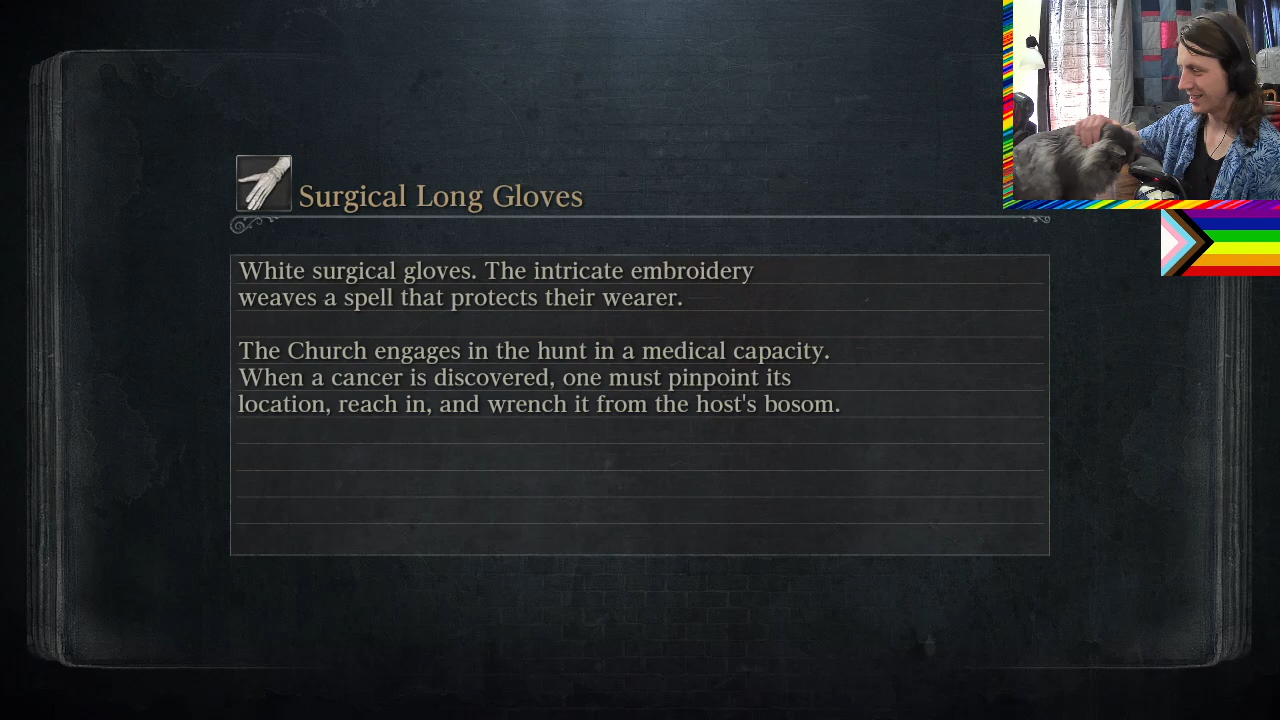 Surgical Long Gloves
White surgical gloves. The intricate embroidery
weaves a spell that protects their wearer.
The Church engages in the hunt in a medical capacity.
When a cancer is discovered, one must pinpoint its
location, reach in, and wrench it from the host's bosom.